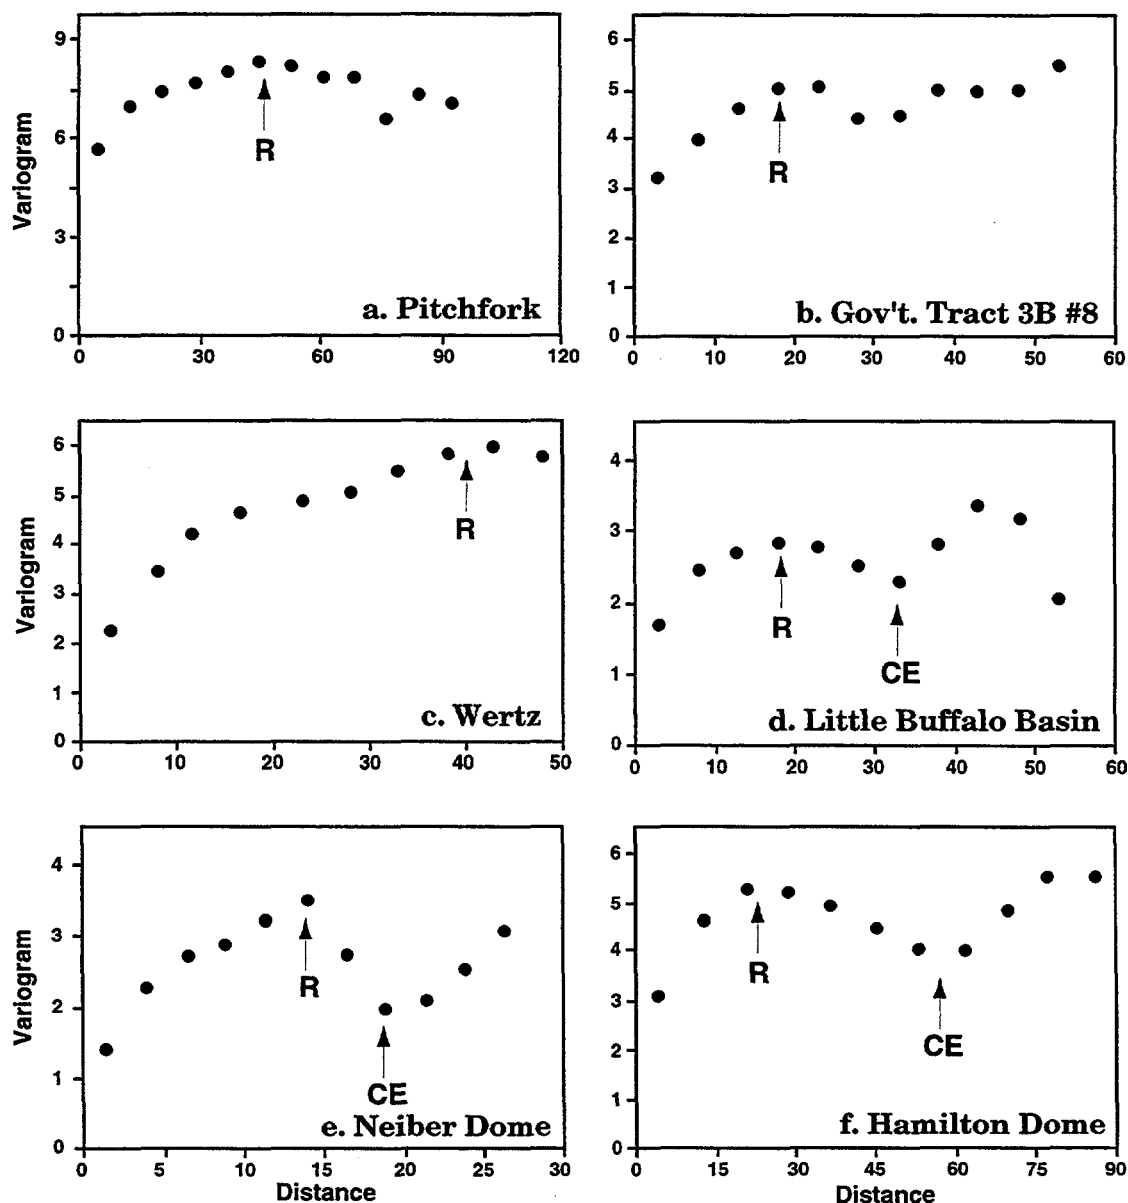 9
6
3
0
Variogram
R
a. Pitchfork
0 30 60 90 120
6
5
4
3
2
1
0
R
b. Gov't. Tract 3B #8
0 10 20 30 40 50 60
6
5
4
3
2
1
0
Variogram
R
c. Wertz
0 10 20 30 40 50
4
3
2
1
0
R
CE
d. Little Buffalo Basin
0 10 20 30 40 50 60
4
3
2
1
0
Variogram
R
CE
e. Neiber Dome
0 5 10 15 20 25 30
Distance
6
5
4
3
2
1
0
R
CE
f. Hamilton Dome
0 15 30 45 60 75 90
Distance